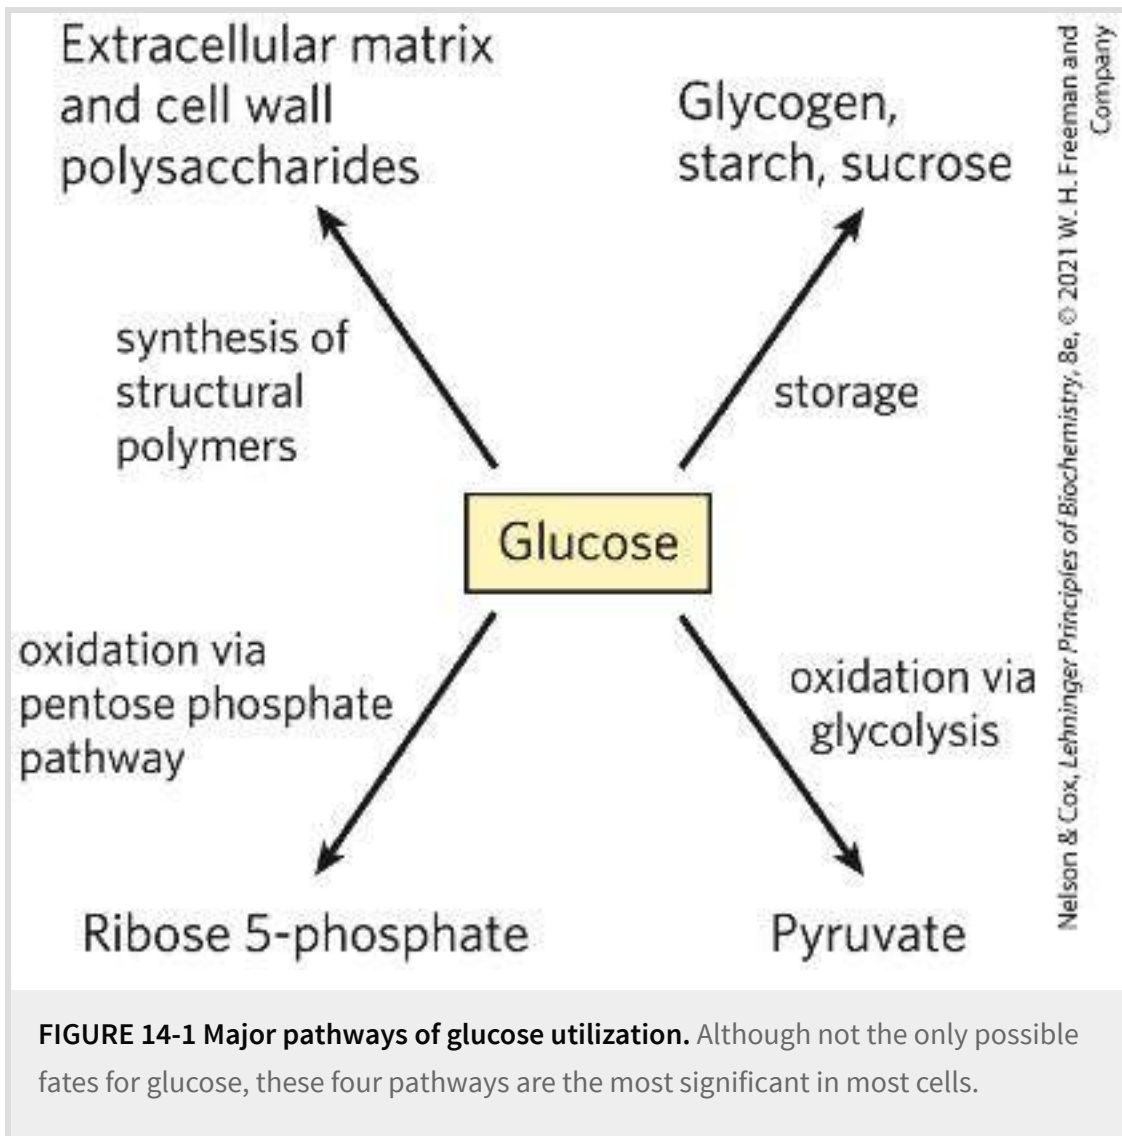 Extracellular matrix
and cell wall
polysaccharides
Glycogen,
starch, sucrose
synthesis of
structural
polymers
storage
Glucose
oxidation via
pentose phosphate
pathway
oxidation via
glycolysis
Ribose 5-phosphate
Pyruvate
Nelson & Cox, Lehninger Principles of Biochemistry, 8e, © 2021 W. H. Freeman and
Company
FIGURE 14-1 Major pathways of glucose utilization. Although not the only possible
fates for glucose, these four pathways are the most significant in most cells.